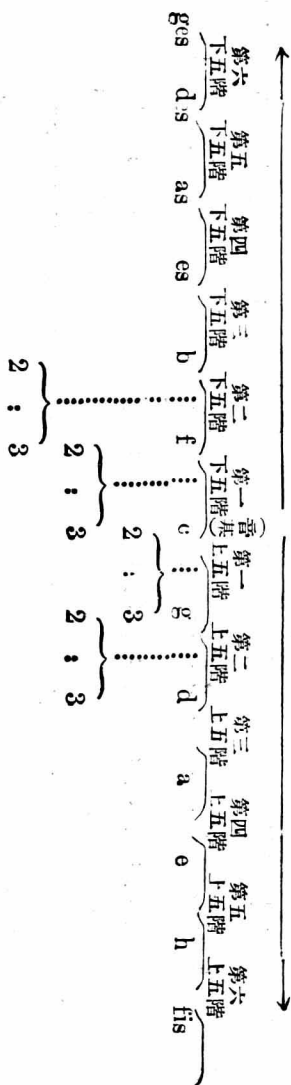 第六 第五 第四 第三 第二 第一 (基音) 第一 第二 第三 第四 第五 第六
下五階 下五階 下五階 下五階 下五階 下五階 上五階 上五階 上五階 上五階 上五階 上五階
ges des as es b f c g d a e h fis
2 : 3
2 : 3 2 : 3
2 : 3